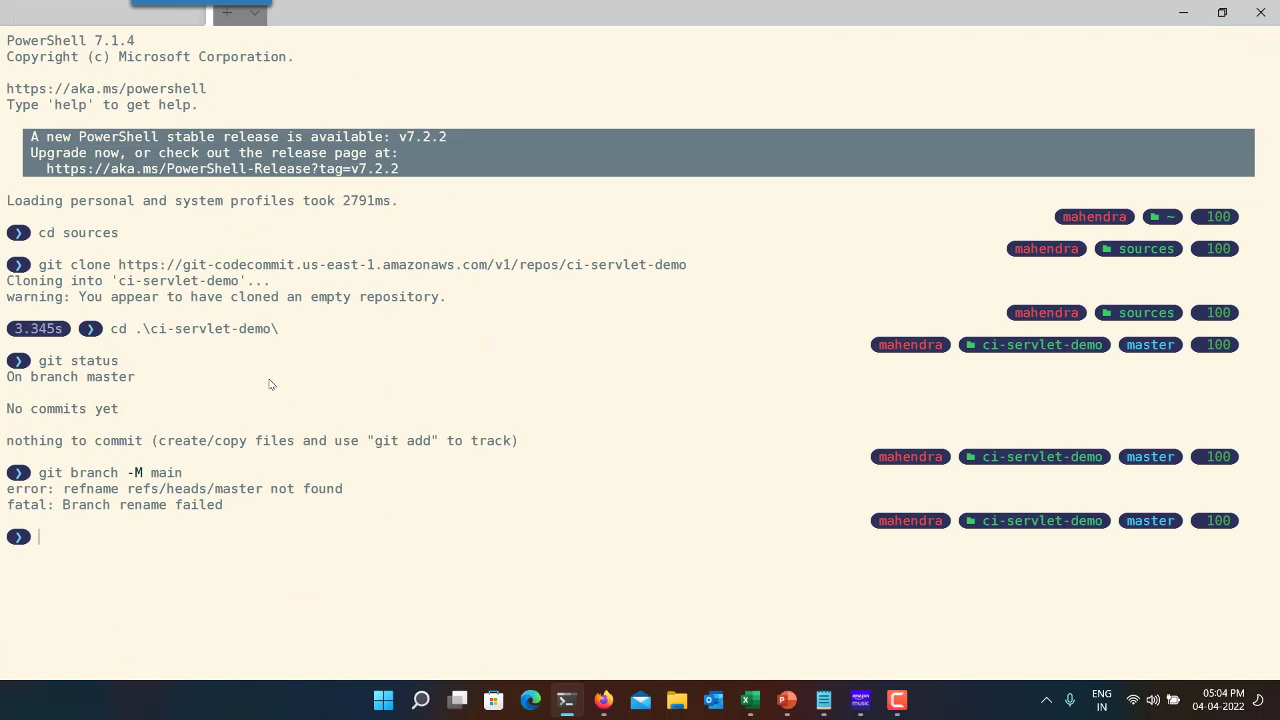 PowerShell 7.1.4
Copyright (c) Microsoft Corporation.
https://aka.ms/powershell
Type 'help' to get help.
A new PowerShell stable release is available: v7.2.2
Upgrade now, or check out the release page at:
https://aka.ms/PowerShell-Release?tag=v7.2.2
Loading personal and system profiles took 2791ms.
mahendra ~ 100
❯ cd sources
mahendra sources 100
❯ git clone https://git-codecommit.us-east-1.amazonaws.com/v1/repos/ci-servlet-demo
Cloning into 'ci-servlet-demo'...
warning: You appear to have cloned an empty repository.
mahendra sources 100
3.345s ❯ cd .\ci-servlet-demo\
mahendra ci-servlet-demo master 100
❯ git status
On branch master
No commits yet
nothing to commit (create/copy files and use "git add" to track)
mahendra ci-servlet-demo master 100
❯ git branch -M main
error: refname refs/heads/master not found
fatal: Branch rename failed
mahendra ci-servlet-demo master 100
❯
amazon music
ENG
IN
05:04 PM
04-04-2022